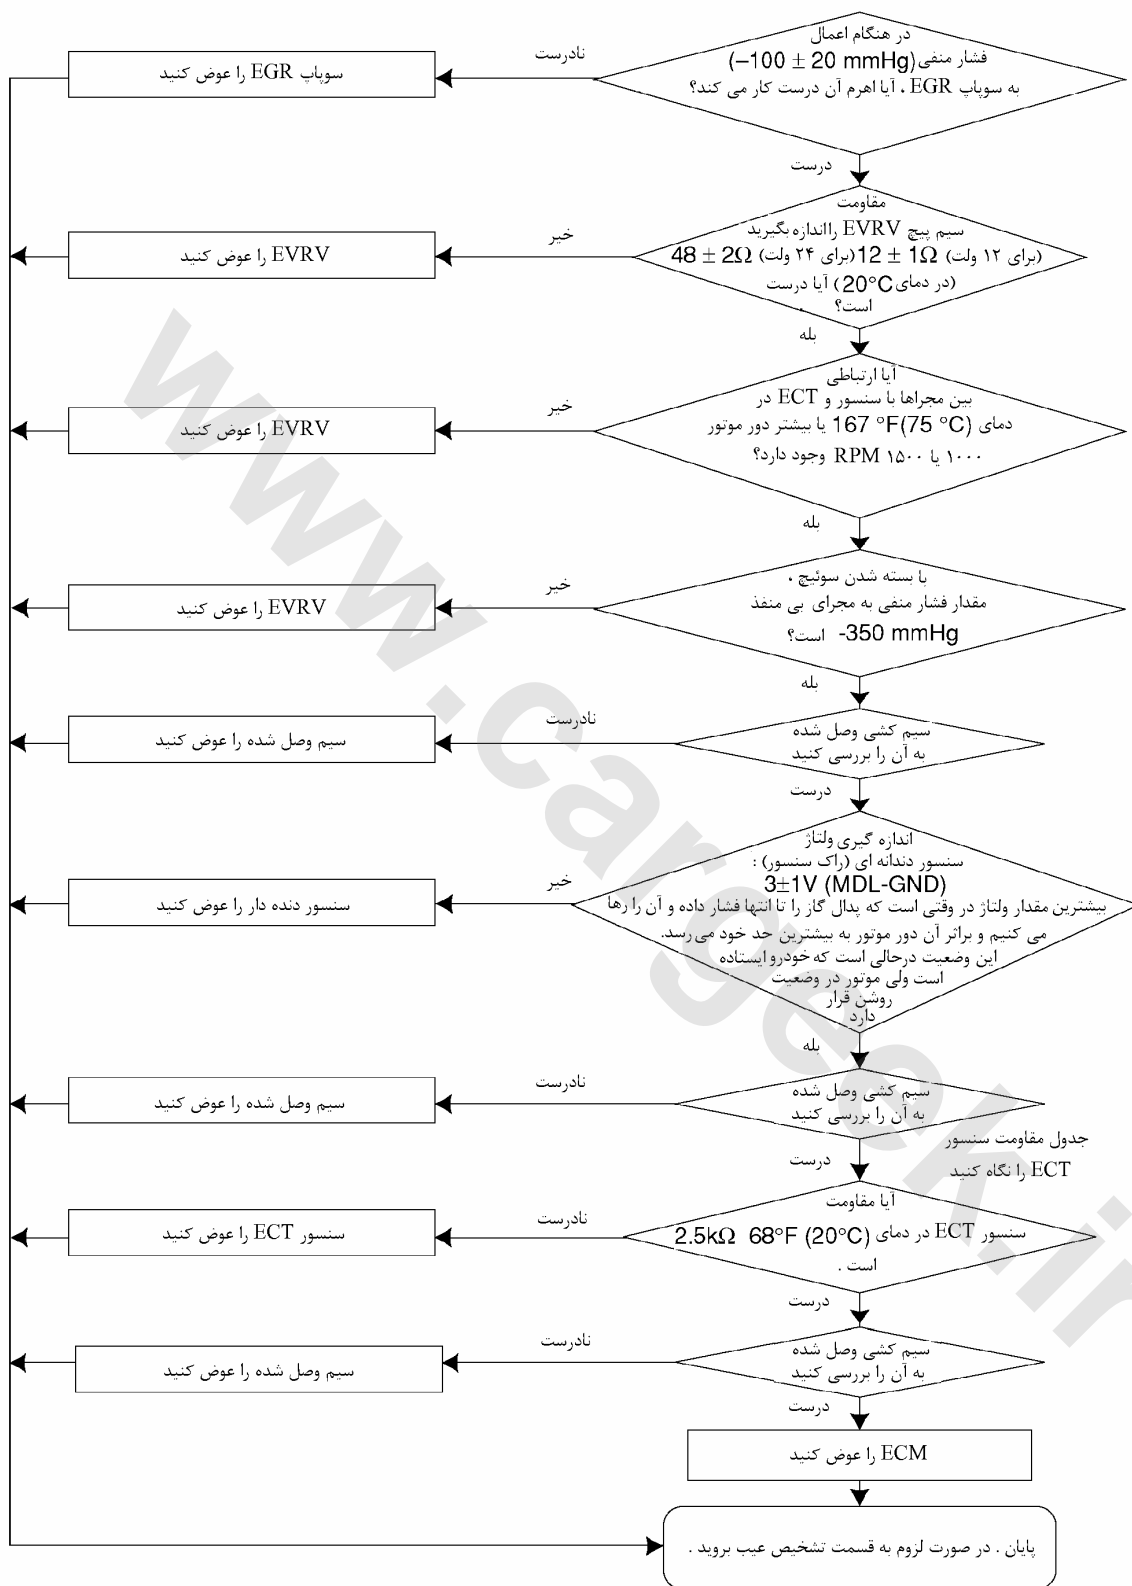 در هنگام اعمال
فشار منفی (–100 ± 20 mmHg)
به سوپاپ EGR ، آیا اهرم آن درست کار می کند؟
نادرست
سوپاپ EGR را عوض کنید
درست
مقاومت
سیم پیچ EVRV را اندازه بگیرید
(برای ۱۲ ولت) 12 ± 1Ω (برای ۲۴ ولت) 48 ± 2Ω
(در دمای 20°C) آیا درست
است؟
خیر
EVRV را عوض کنید
بله
آیا ارتباطی
بین مجراها با سنسور و ECT در
دمای 167 °F(75 °C) یا بیشتر دور موتور
۱۰۰۰ یا ۱۵۰۰ RPM وجود دارد؟
خیر
EVRV را عوض کنید
بله
با بسته شدن سوئیچ ،
مقدار فشار منفی به مجرای بی منفذ
-350 mmHg است؟
خیر
EVRV را عوض کنید
بله
سیم کشی وصل شده
به آن را بررسی کنید
نادرست
سیم وصل شده را عوض کنید
درست
اندازه گیری ولتاژ
سنسور دندانه ای (راک سنسور) :
3±1V (MDL-GND)
بیشترین مقدار ولتاژ در وقتی است که پدال گاز را تا انتها فشار داده و آن را رها
می کنیم و براثر آن دور موتور به بیشترین حد خود می رسد.
این وضعیت درحالی است که خودرو ایستاده
است ولی موتور در وضعیت
روشن قرار
دارد
خیر
سنسور دنده دار را عوض کنید
بله
سیم کشی وصل شده
به آن را بررسی کنید
نادرست
سیم وصل شده را عوض کنید
درست
جدول مقاومت سنسور
ECT را نگاه کنید
آیا مقاومت
سنسور ECT در دمای 2.5kΩ 68°F (20°C)
است .
نادرست
سنسور ECT را عوض کنید
درست
سیم کشی وصل شده
به آن را بررسی کنید
نادرست
سیم وصل شده را عوض کنید
درست
ECM را عوض کنید
پایان . در صورت لزوم به قسمت تشخیص عیب بروید .
www.cargeek.ir